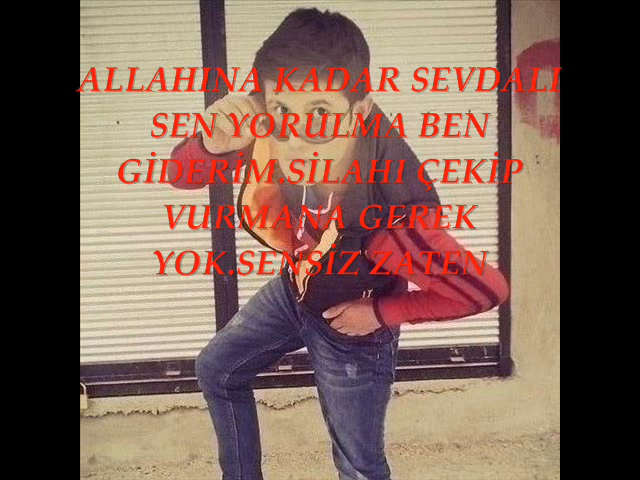 ALLAHINA KADAR SEVDALI
SEN YORULMA BEN
GİDERİM.SİLAHI ÇEKİP
VURMANA GEREK
YOK.SENSİZ ZATEN